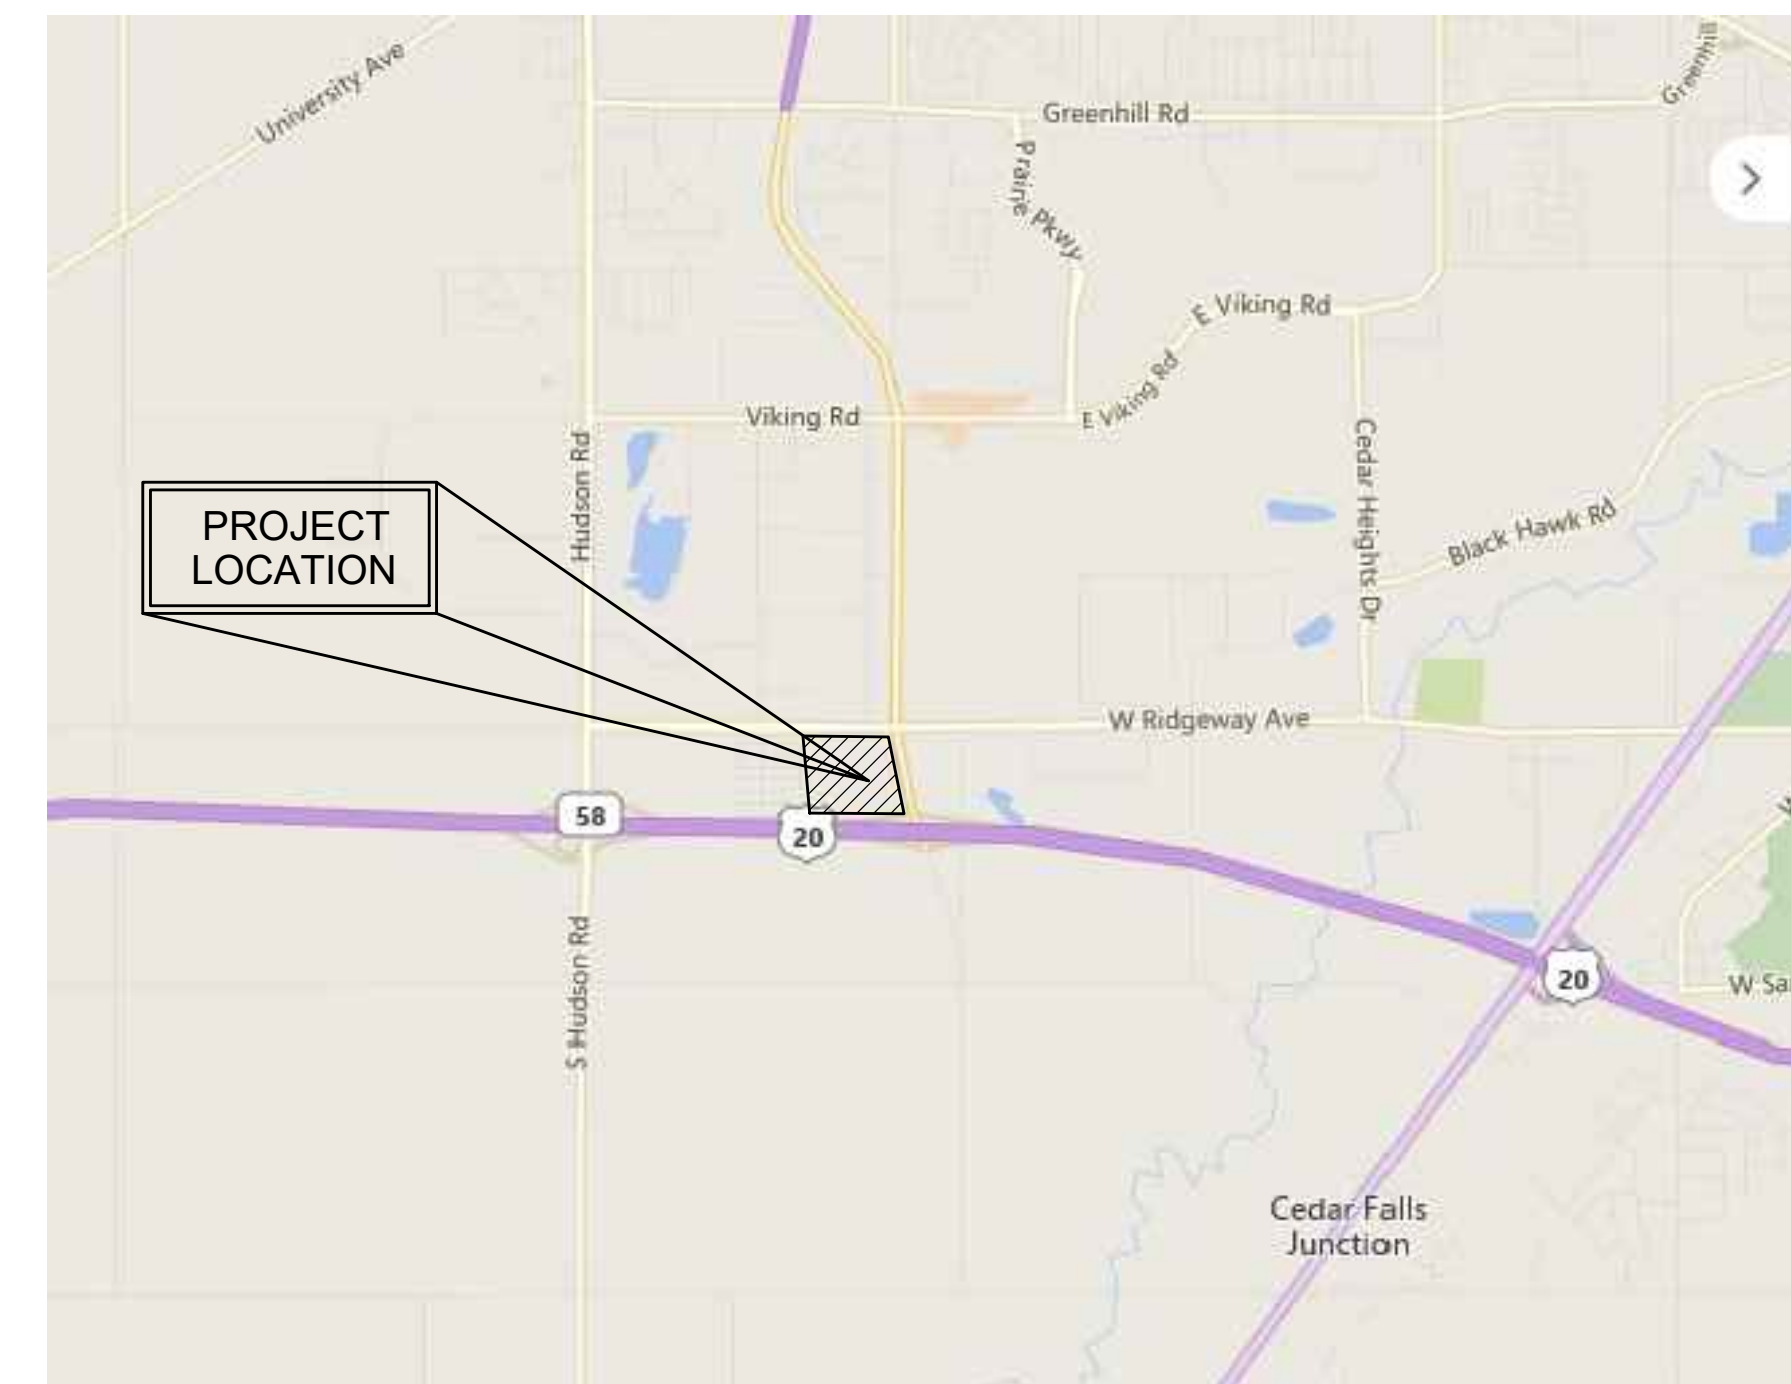 University Ave
Greenhill Rd
Greenhill
Prairie Pkwy
E Viking Rd
Viking Rd
E Viking Rd
Hudson Rd
Cedar Heights Dr
PROJECT
LOCATION
Black Hawk Rd
W Ridgeway Ave
58
20
S Hudson Rd
20
W Sa
Cedar Falls
Junction